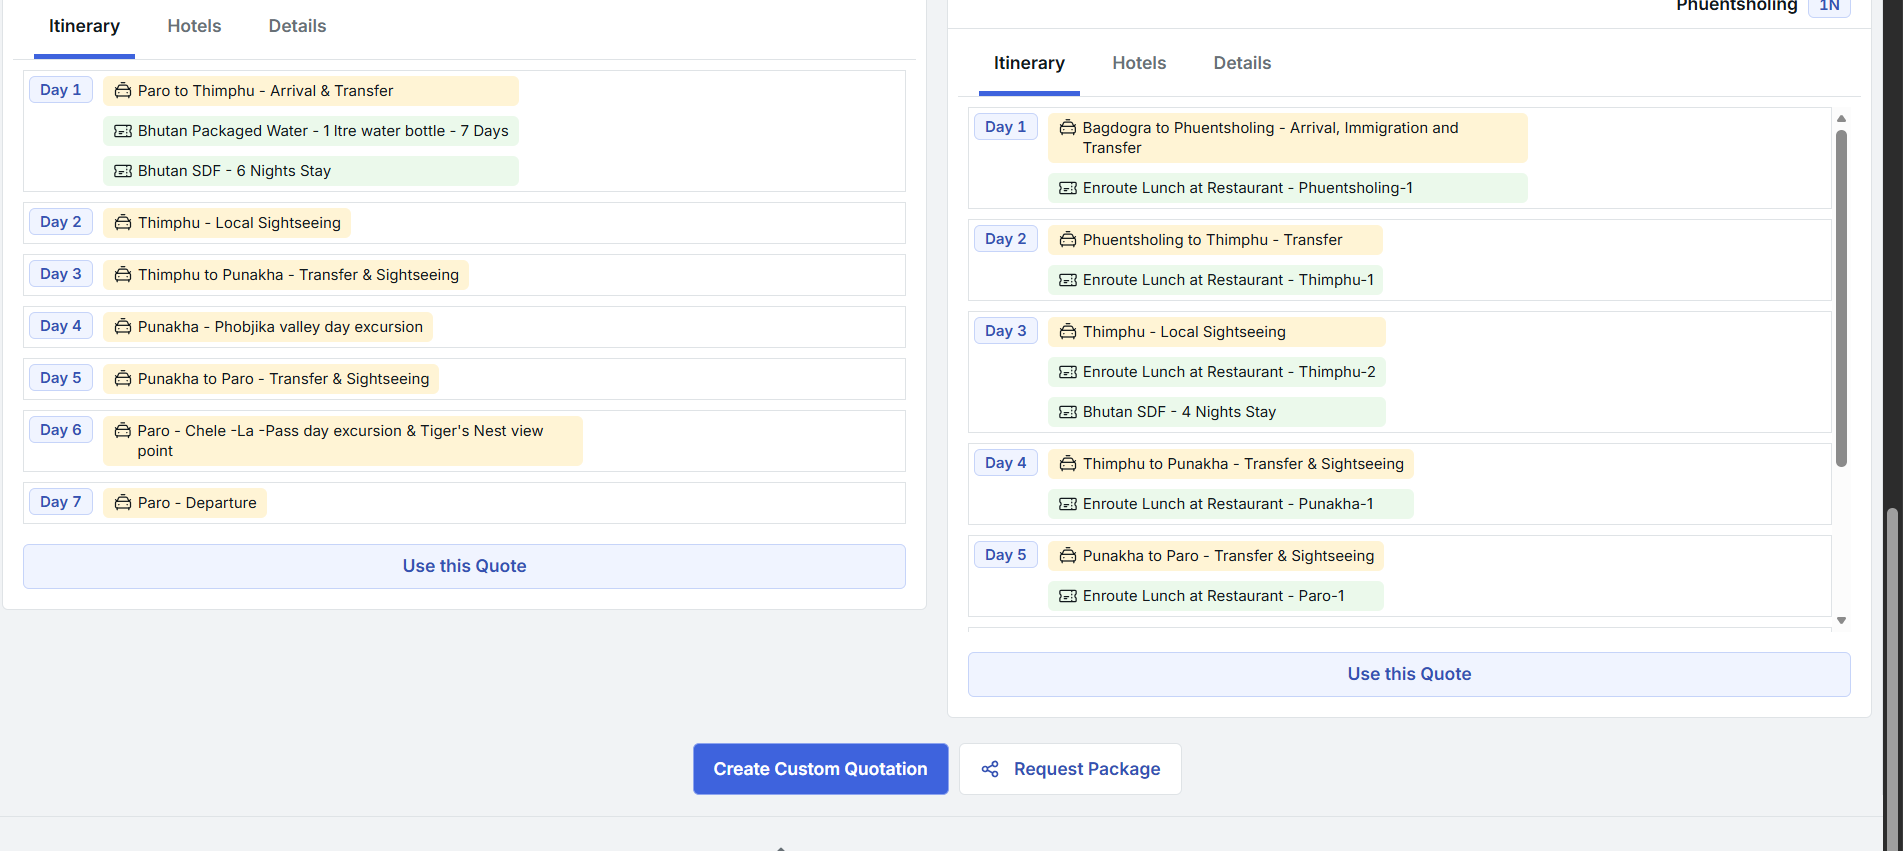 Itinerary
Hotels
Details
Day 1
Paro to Thimphu - Arrival & Transfer
Bhutan Packaged Water - 1 ltre water bottle - 7 Days
Bhutan SDF - 6 Nights Stay
Day 2
Thimphu - Local Sightseeing
Day 3
Thimphu to Punakha - Transfer & Sightseeing
Day 4
Punakha - Phobjika valley day excursion
Day 5
Punakha to Paro - Transfer & Sightseeing
Day 6
Paro - Chele -La -Pass day excursion & Tiger's Nest view
point
Day 7
Paro - Departure
Use this Quote
Phuentsholing
1N
Itinerary
Hotels
Details
Day 1
Bagdogra to Phuentsholing - Arrival, Immigration and
Transfer
Enroute Lunch at Restaurant - Phuentsholing-1
Day 2
Phuentsholing to Thimphu - Transfer
Enroute Lunch at Restaurant - Thimphu-1
Day 3
Thimphu - Local Sightseeing
Enroute Lunch at Restaurant - Thimphu-2
Bhutan SDF - 4 Nights Stay
Day 4
Thimphu to Punakha - Transfer & Sightseeing
Enroute Lunch at Restaurant - Punakha-1
Day 5
Punakha to Paro - Transfer & Sightseeing
Enroute Lunch at Restaurant - Paro-1
Use this Quote
Create Custom Quotation
Request Package